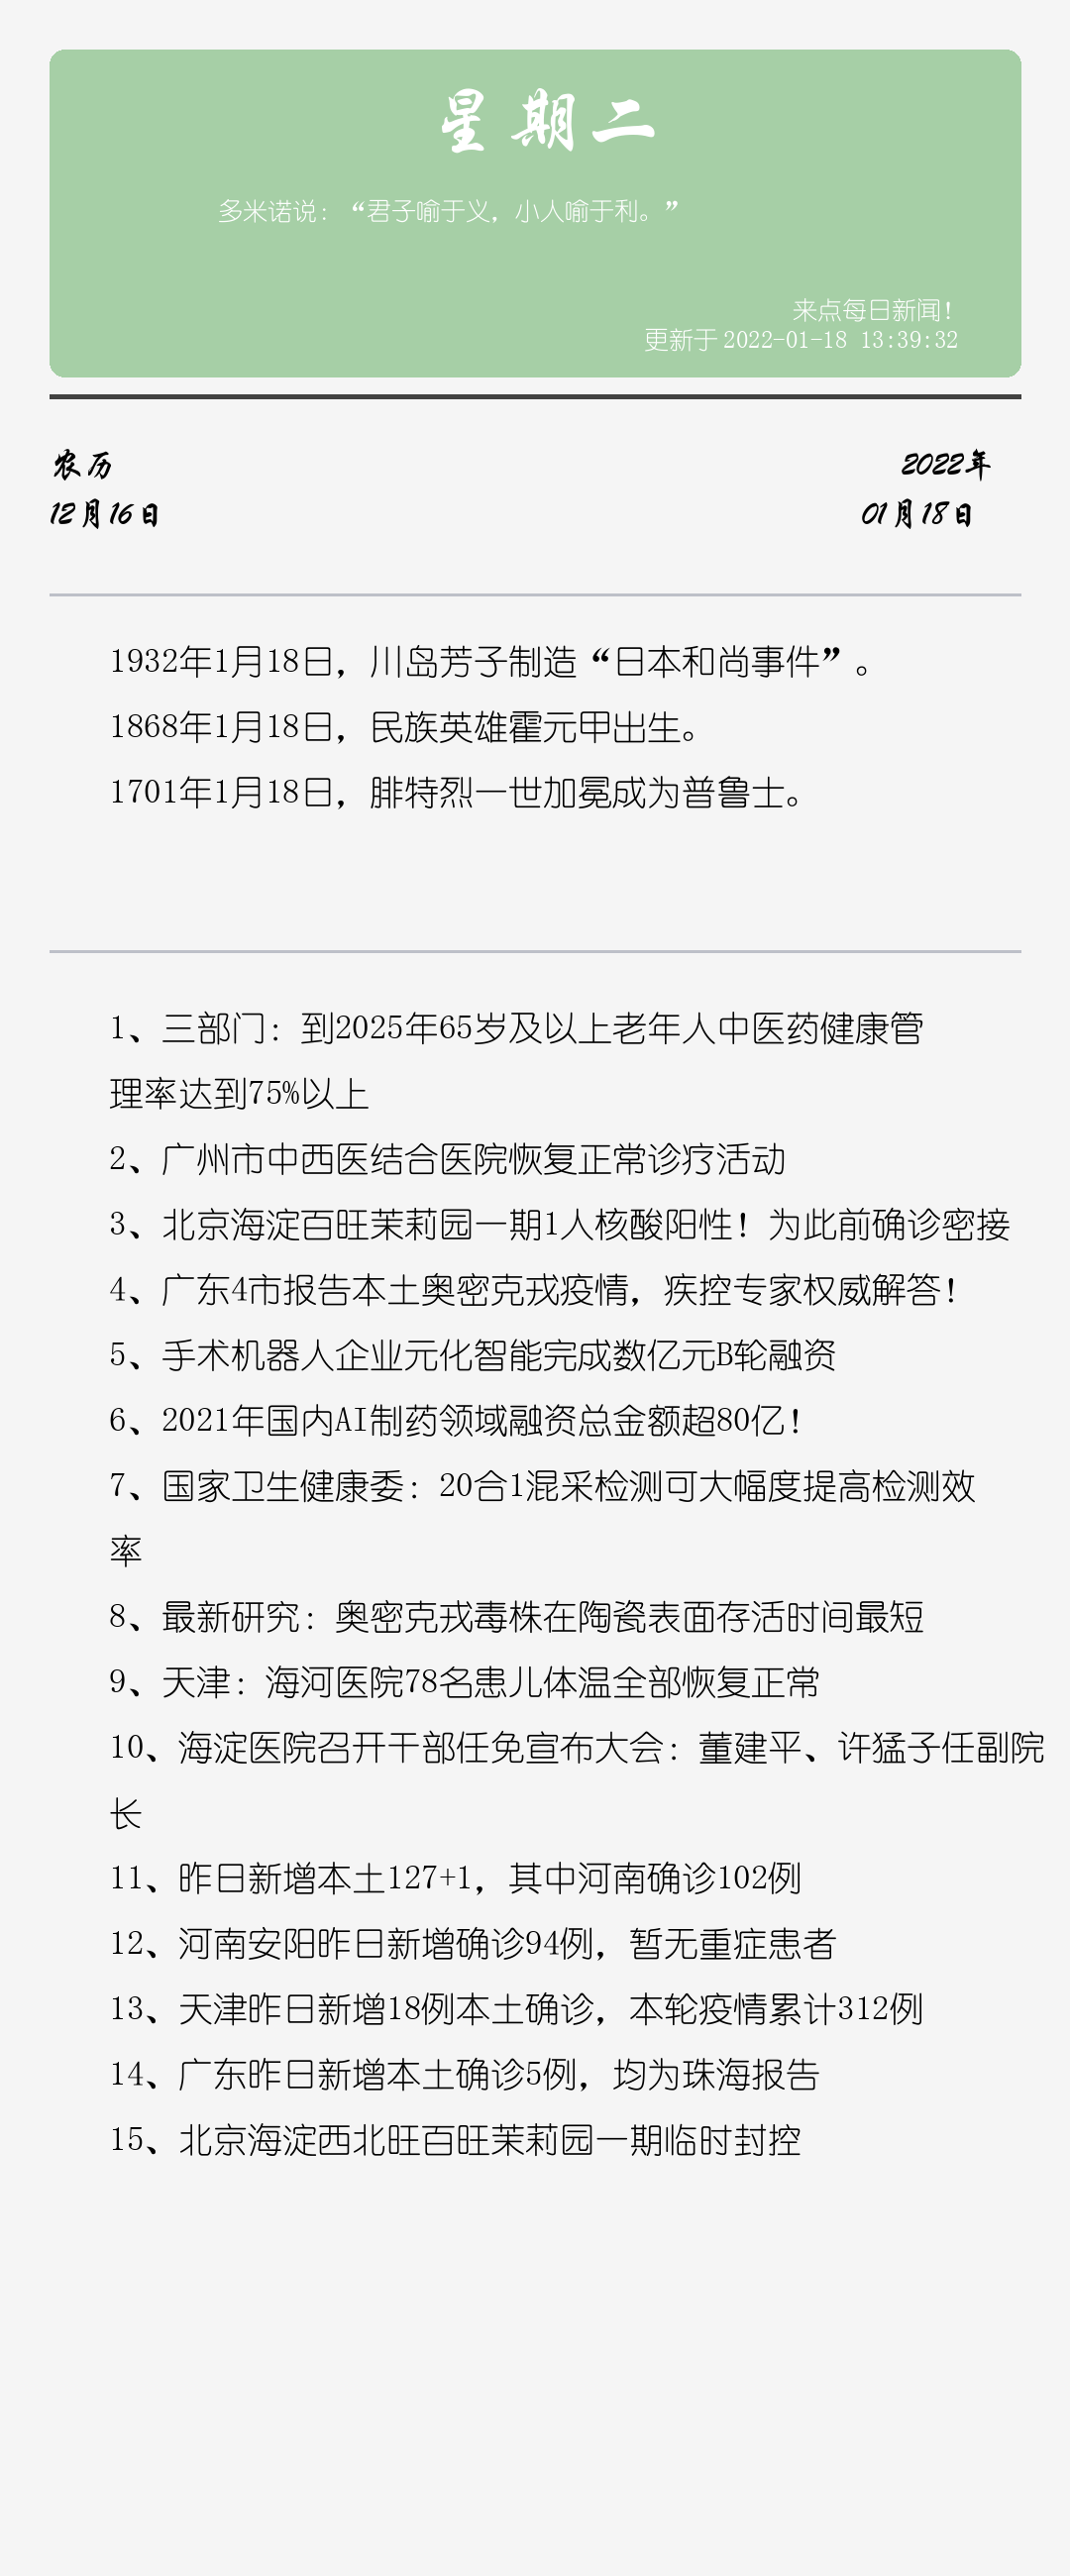 星期二
多米诺说：“君子喻于义，小人喻于利。”
来点每日新闻！
更新于2022-01-18 13:39:32
农历
2022年
12月16日
01月18日
1932年1月18日，川岛芳子制造“日本和尚事件”。
1868年1月18日，民族英雄霍元甲出生。
1701年1月18日，腓特烈一世加冕成为普鲁士。
1、三部门：到2025年65岁及以上老年人中医药健康管
理率达到75%以上
2、广州市中西医结合医院恢复正常诊疗活动
3、北京海淀百旺茉莉园一期1人核酸阳性！为此前确诊密接
4、广东4市报告本土奥密克戎疫情，疾控专家权威解答！
5、手术机器人企业元化智能完成数亿元B轮融资
6、2021年国内AI制药领域融资总金额超80亿！
7、国家卫生健康委：20合1混采检测可大幅度提高检测效
率
8、最新研究：奥密克戎毒株在陶瓷表面存活时间最短
9、天津：海河医院78名患儿体温全部恢复正常
10、海淀医院召开干部任免宣布大会：董建平、许猛子任副院
长
11、昨日新增本土127+1，其中河南确诊102例
12、河南安阳昨日新增确诊94例，暂无重症患者
13、天津昨日新增18例本土确诊，本轮疫情累计312例
14、广东昨日新增本土确诊5例，均为珠海报告
15、北京海淀西北旺百旺茉莉园一期临时封控